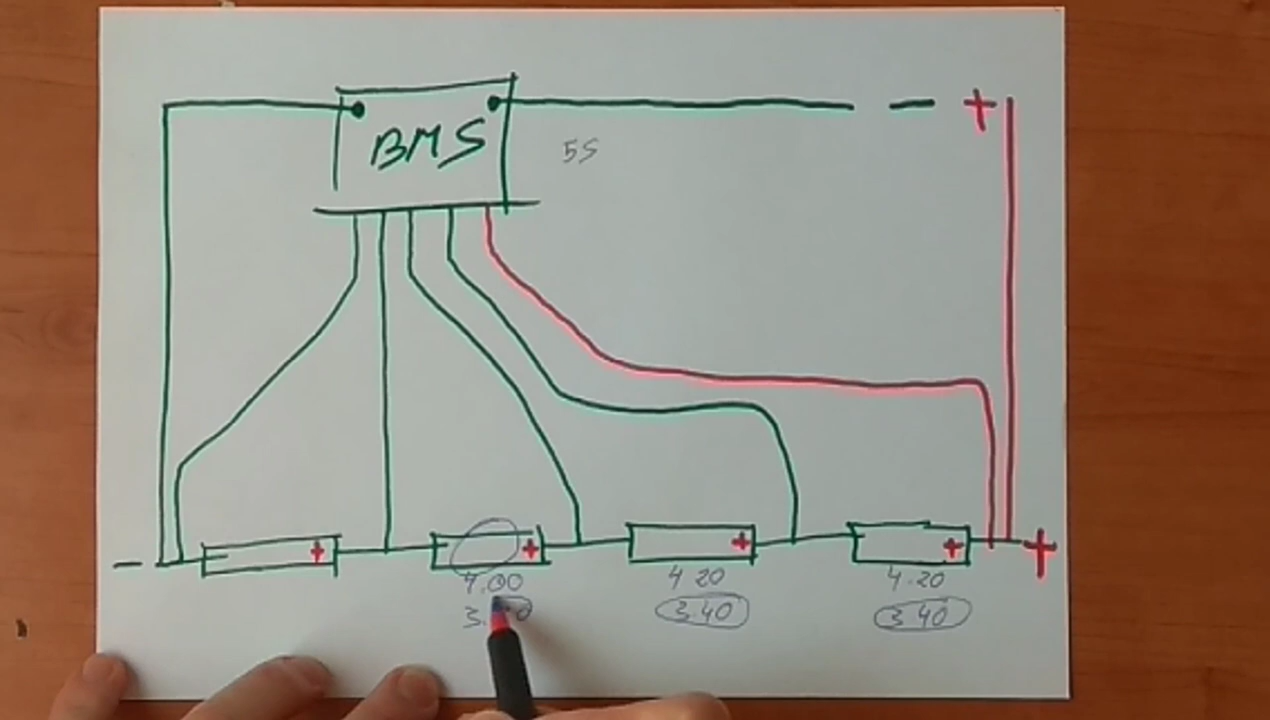 BMS
− +
5S
+ + + +
− +
4.00 4 20 4.20
3.40 3 40